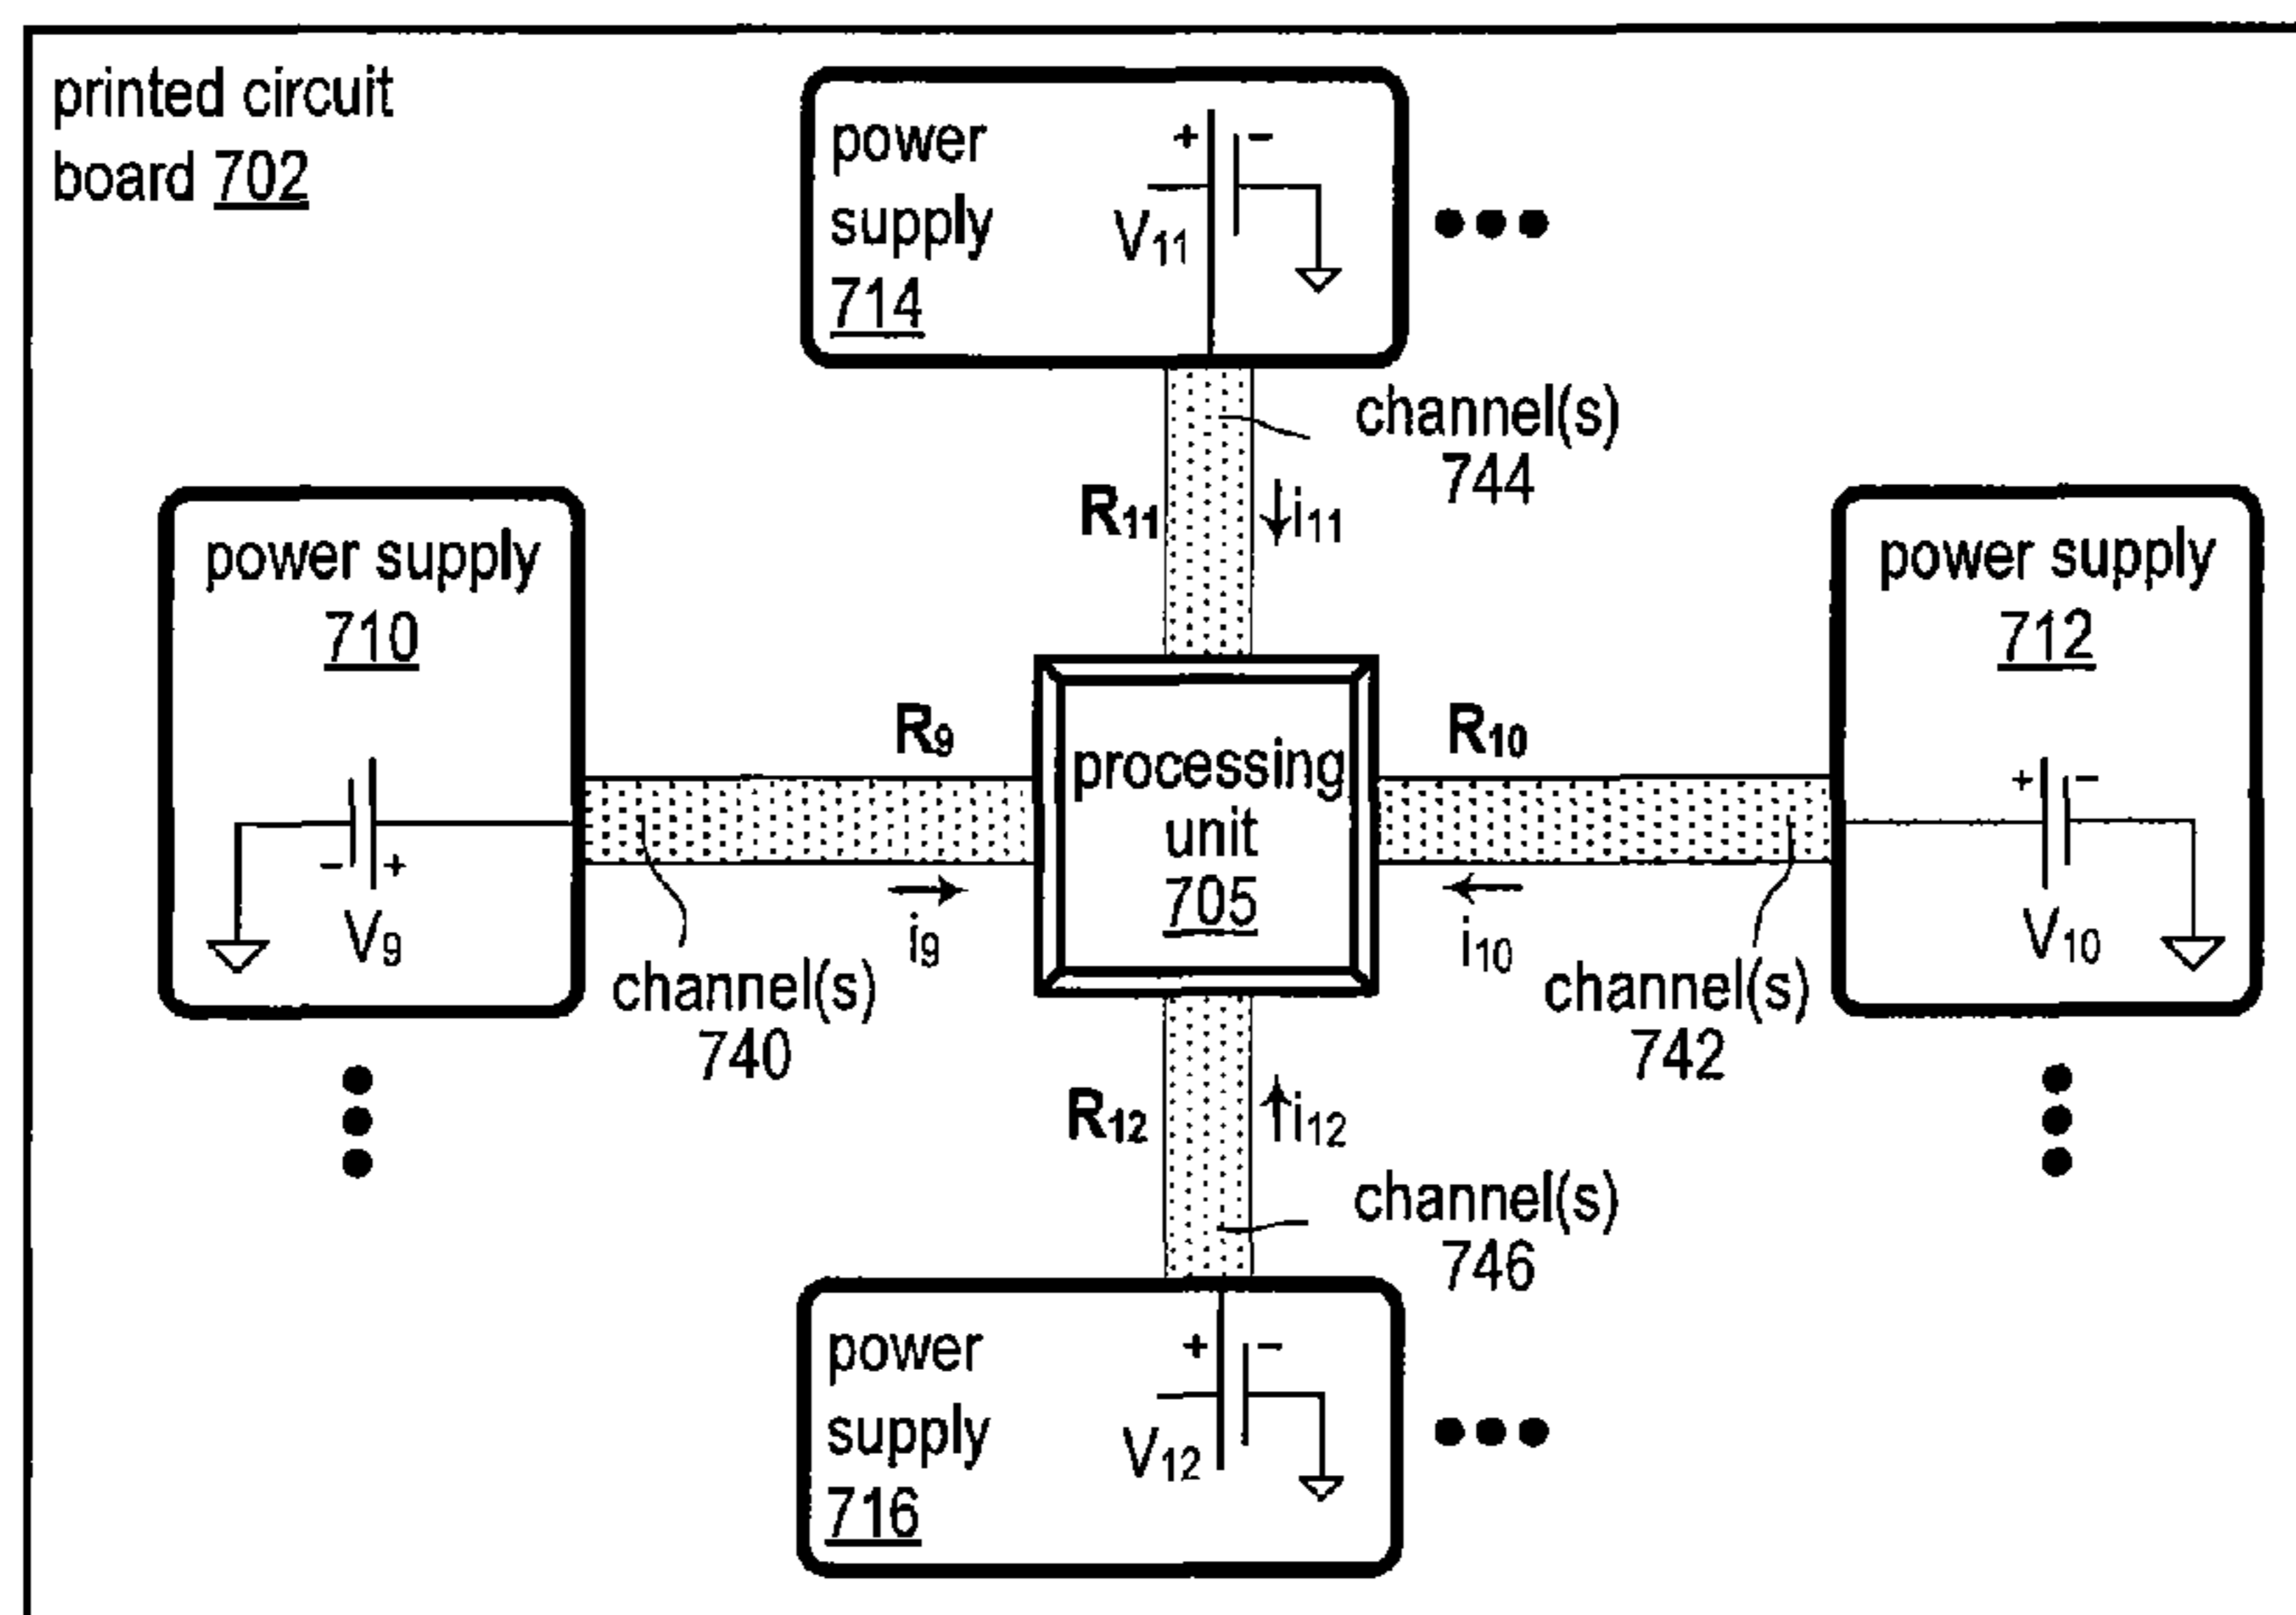 printed circuit
board 702
power
supply
714
+ -
V11
channel(s)
744
R11
i11
power supply
710
- +
V9
R9
i9
channel(s)
740
processing
unit
705
power supply
712
+ -
V10
R10
i10
channel(s)
742
R12
i12
channel(s)
746
power
supply
716
+ -
V12